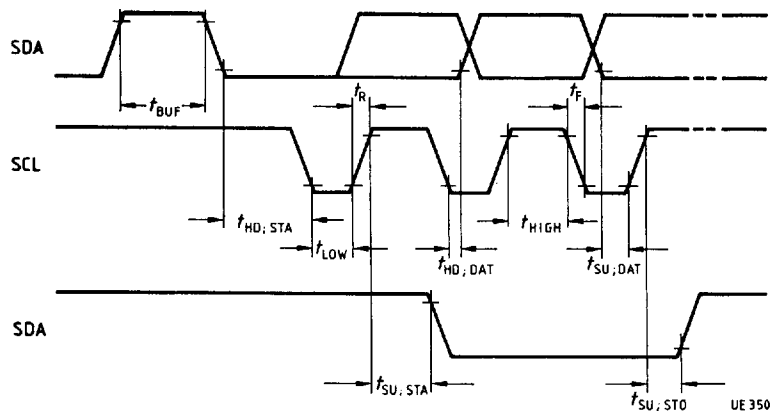 SDA
t_BUF
t_R
t_F
SCL
t_HD;STA
t_LOW
t_HD;DAT
t_HIGH
t_SU;DAT
SDA
t_SU;STA
t_SU;STO
UE 350